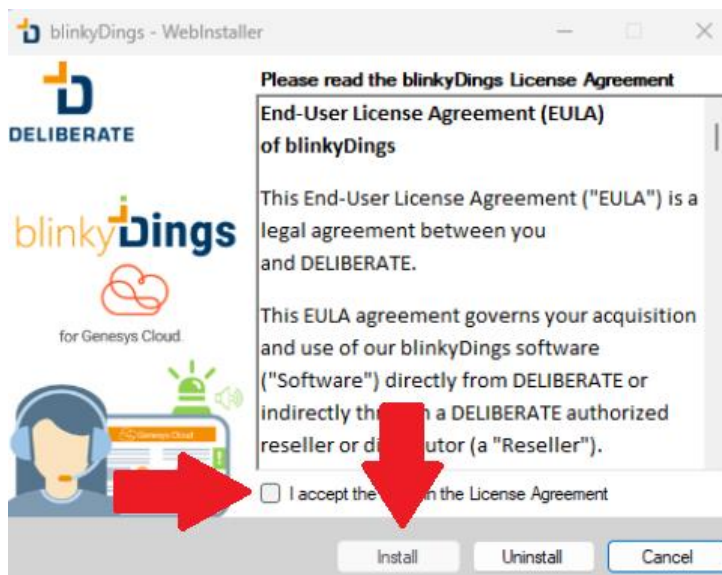 blinkyDings - WebInstaller
DELIBERATE
blinkyDings
for Genesys Cloud
Genesys Cloud
Please read the blinkyDings License Agreement
End-User License Agreement (EULA)
of blinkyDings
This End-User License Agreement ("EULA") is a
legal agreement between you
and DELIBERATE.
This EULA agreement governs your acquisition
and use of our blinkyDings software
("Software") directly from DELIBERATE or
indirectly a DELIBERATE authorized
reseller or (a "Reseller").
I accept the the License Agreement
Install
Uninstall
Cancel